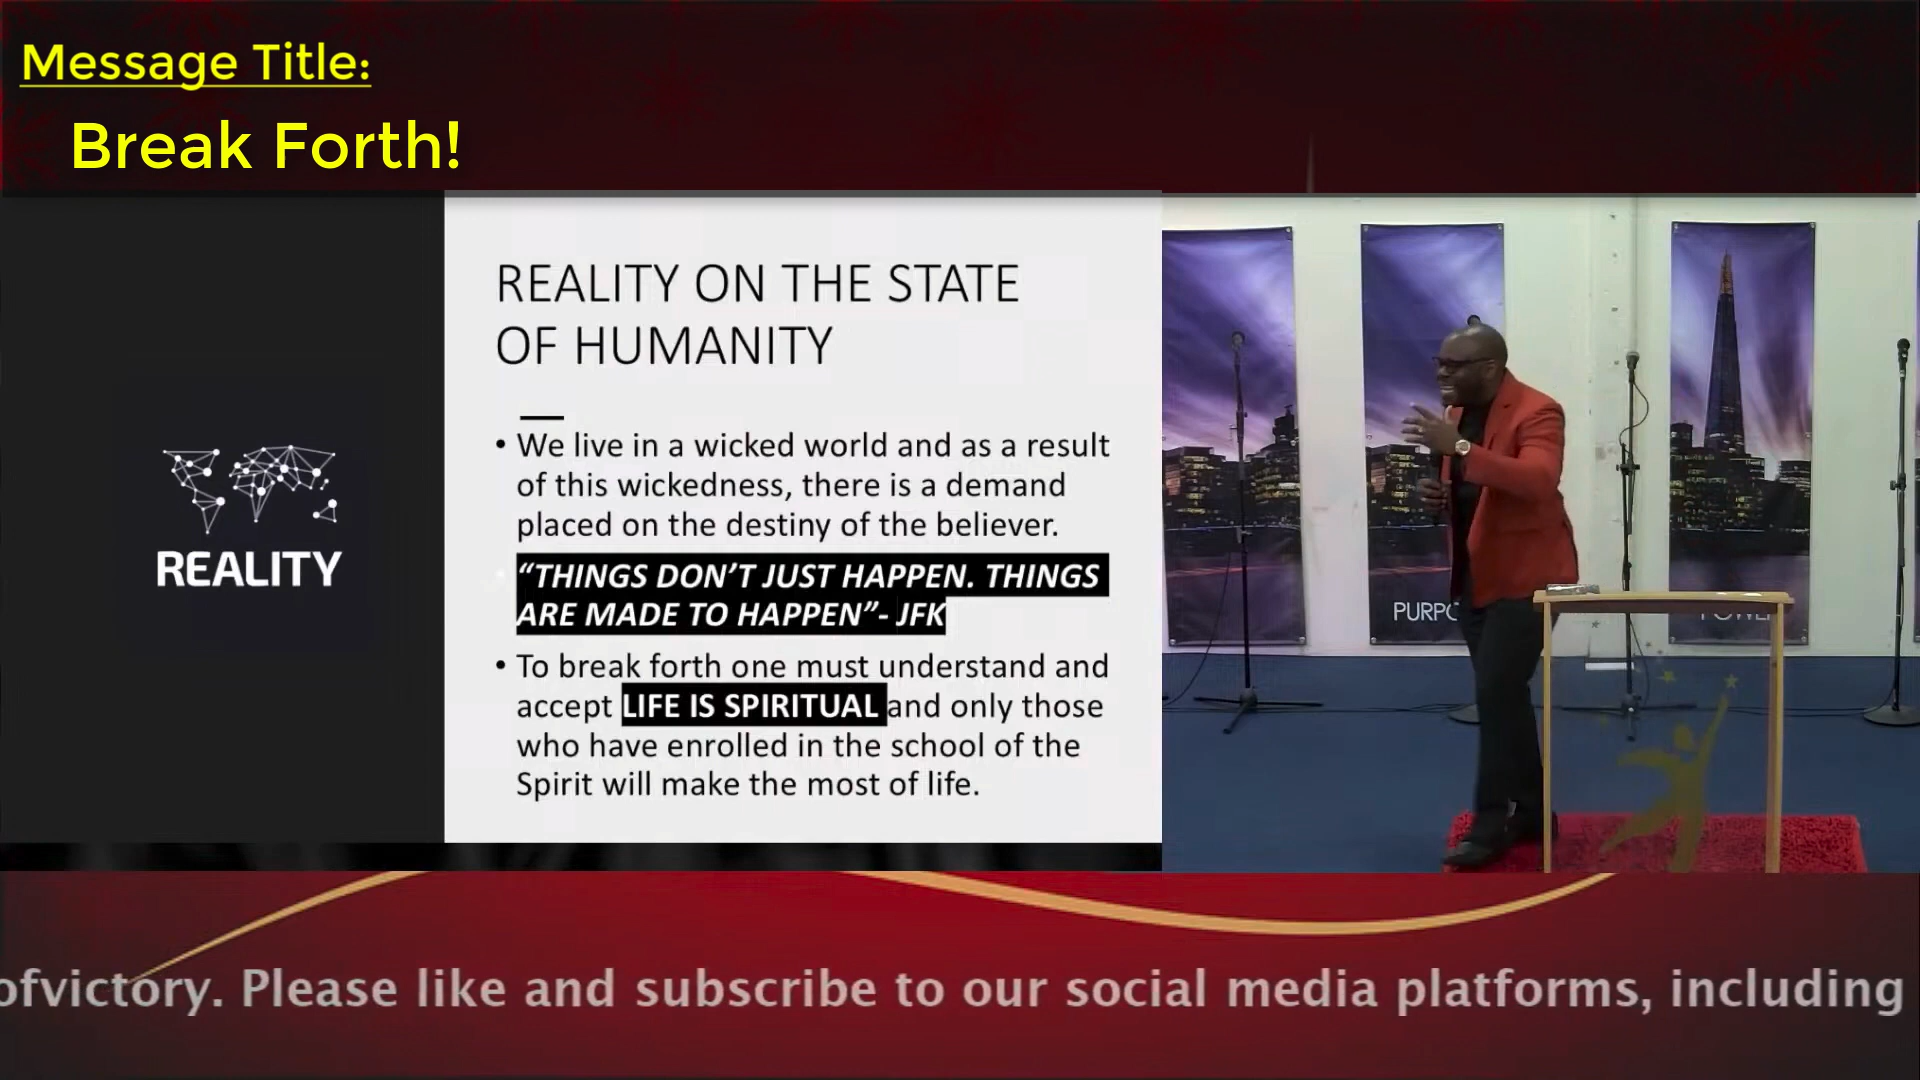 Message Title:
Break Forth!
REALITY
REALITY ON THE STATE
OF HUMANITY
• We live in a wicked world and as a result
of this wickedness, there is a demand
placed on the destiny of the believer.
“THINGS DON’T JUST HAPPEN. THINGS
ARE MADE TO HAPPEN”- JFK
• To break forth one must understand and
accept LIFE IS SPIRITUAL and only those
who have enrolled in the school of the
Spirit will make the most of life.
ofvictory. Please like and subscribe to our social media platforms, including